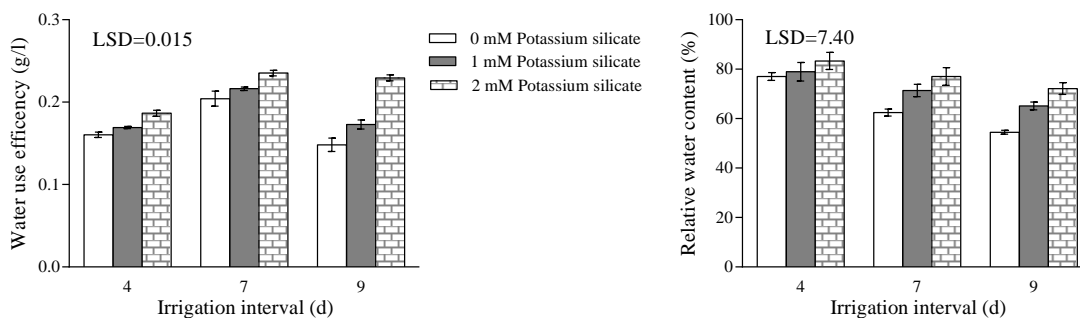 Water use efficency (g/l)
0.3
0.2
0.1
0.0
LSD=0.015
4 7 9
Irrigation interval (d)
0 mM Potassium silicate
1 mM Potassium silicate
2 mM Potassium silicate
Relative water content (%)
100
80
60
40
20
0
LSD=7.40
4 7 9
Irrigation interval (d)